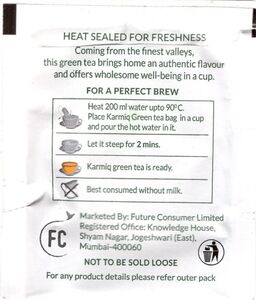 HEAT SEALED FOR FRESHNESS
Coming from the finest valleys,
this green tea brings home an authentic flavour
and offers wholesome well-being in a cup.
FOR A PERFECT BREW
Heat 200 ml water upto 90°C.
Place Karmiq Green tea bag in a cup
and pour the hot water in it.
Let it steep for 2 mins.
Karmiq green tea is ready.
Best consumed without milk.
FC
Marketed By: Future Consumer Limited
Registered Office: Knowledge House,
Shyam Nagar, Jogeshwari (East),
Mumbai-400060
NOT TO BE SOLD LOOSE
For any product details please refer outer pack